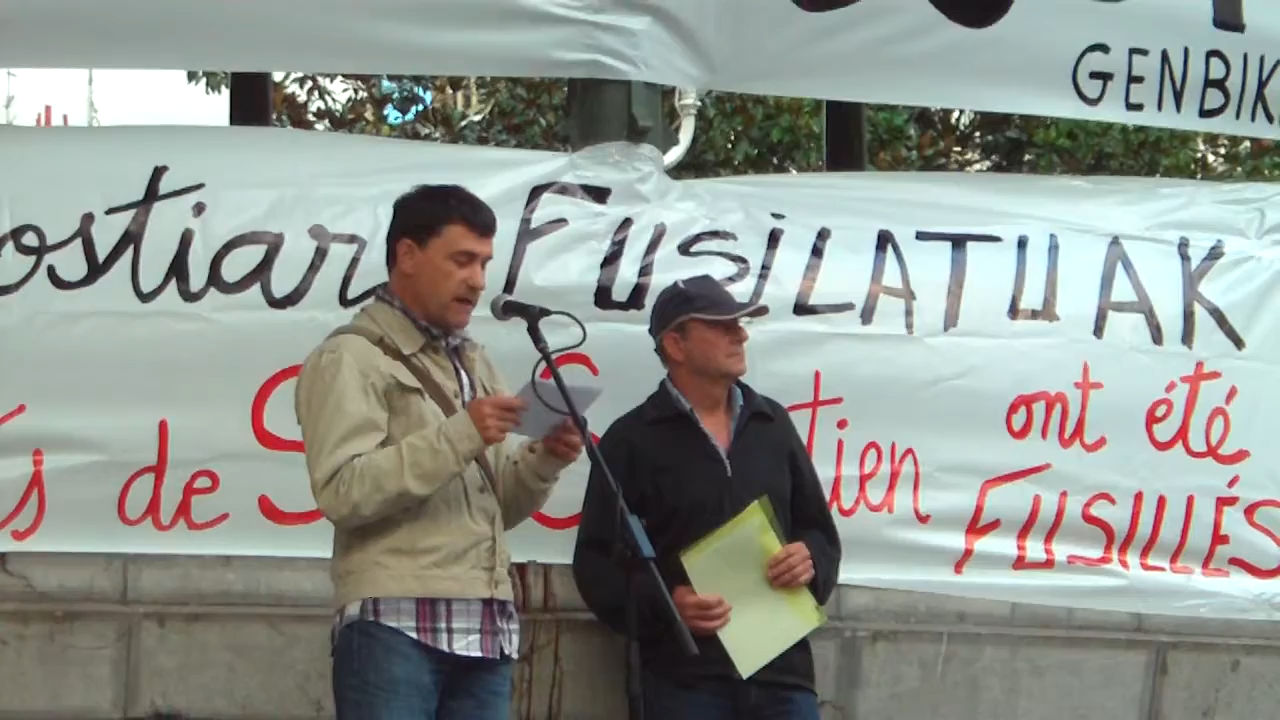 GENBIK
ostiar FUSILATUAK
s de S tien ont été
FUSILLÉS